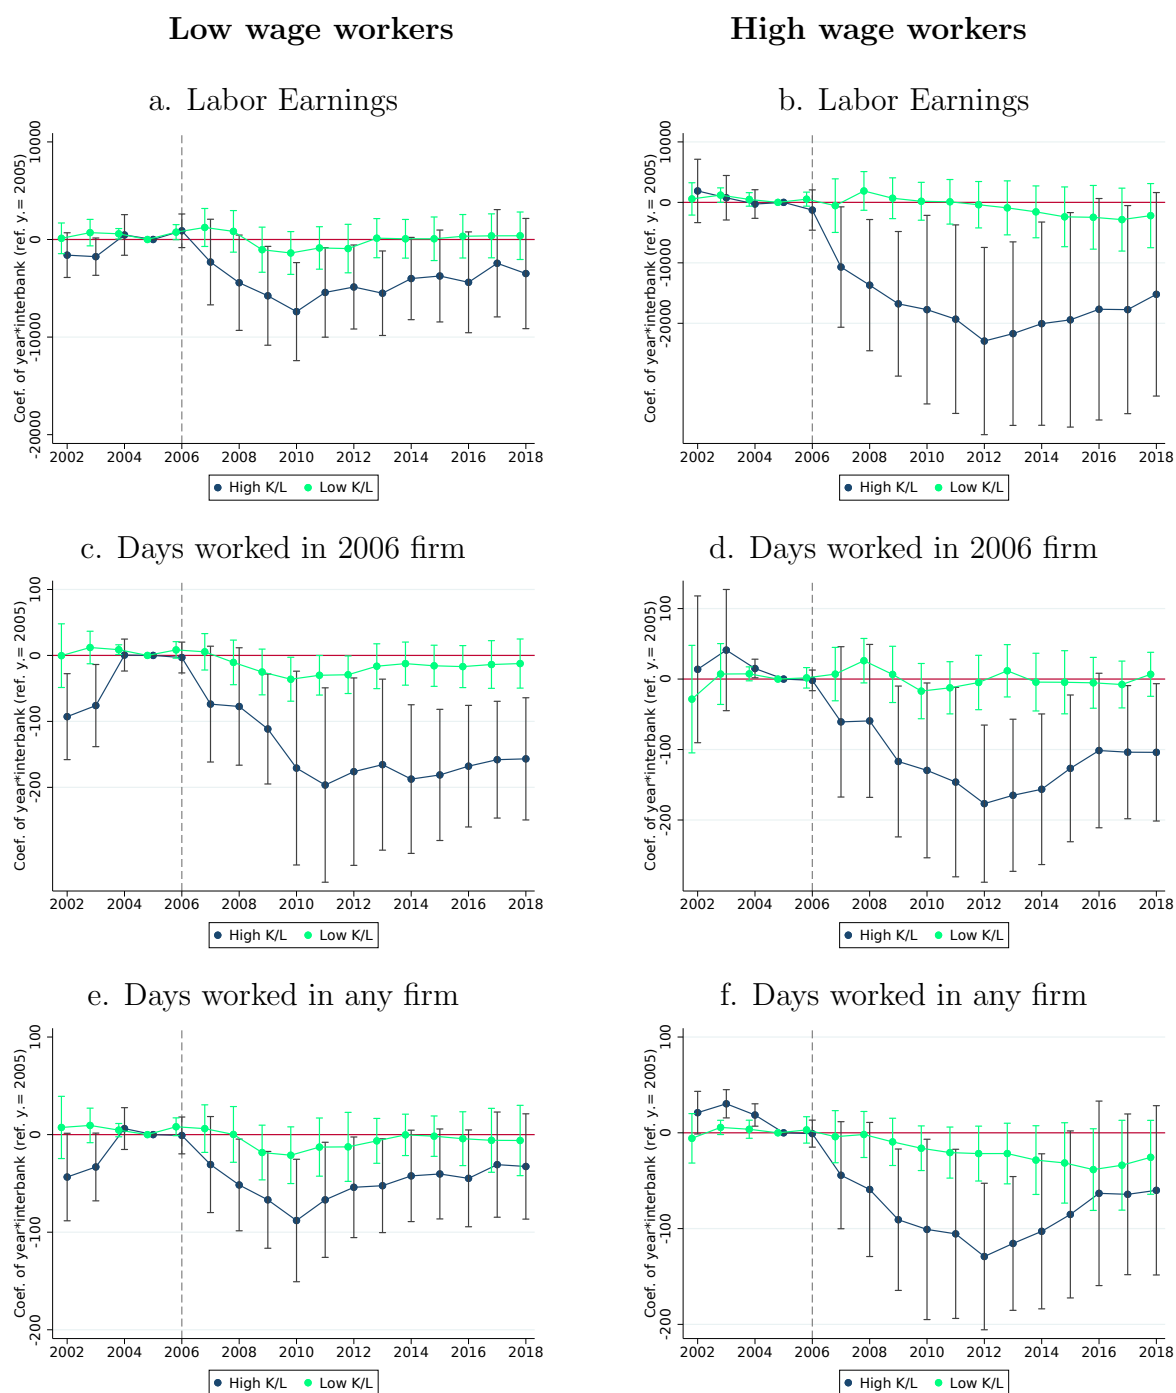 Low wage workers
High wage workers
a. Labor Earnings
Coef. of year*interbank (ref. y.= 2005)
10000
0
-10000
-20000
2002 2004 2006 2008 2010 2012 2014 2016 2018
High K/L Low K/L
b. Labor Earnings
Coef. of year*interbank (ref. y.= 2005)
10000
0
-10000
-20000
2002 2004 2006 2008 2010 2012 2014 2016 2018
High K/L Low K/L
c. Days worked in 2006 firm
Coef. of year*interbank (ref. y.= 2005)
100
0
-100
-200
2002 2004 2006 2008 2010 2012 2014 2016 2018
High K/L Low K/L
d. Days worked in 2006 firm
Coef. of year*interbank (ref. y.= 2005)
100
0
-100
-200
2002 2004 2006 2008 2010 2012 2014 2016 2018
High K/L Low K/L
e. Days worked in any firm
Coef. of year*interbank (ref. y.= 2005)
100
0
-100
-200
2002 2004 2006 2008 2010 2012 2014 2016 2018
High K/L Low K/L
f. Days worked in any firm
Coef. of year*interbank (ref. y.= 2005)
100
0
-100
-200
2002 2004 2006 2008 2010 2012 2014 2016 2018
High K/L Low K/L